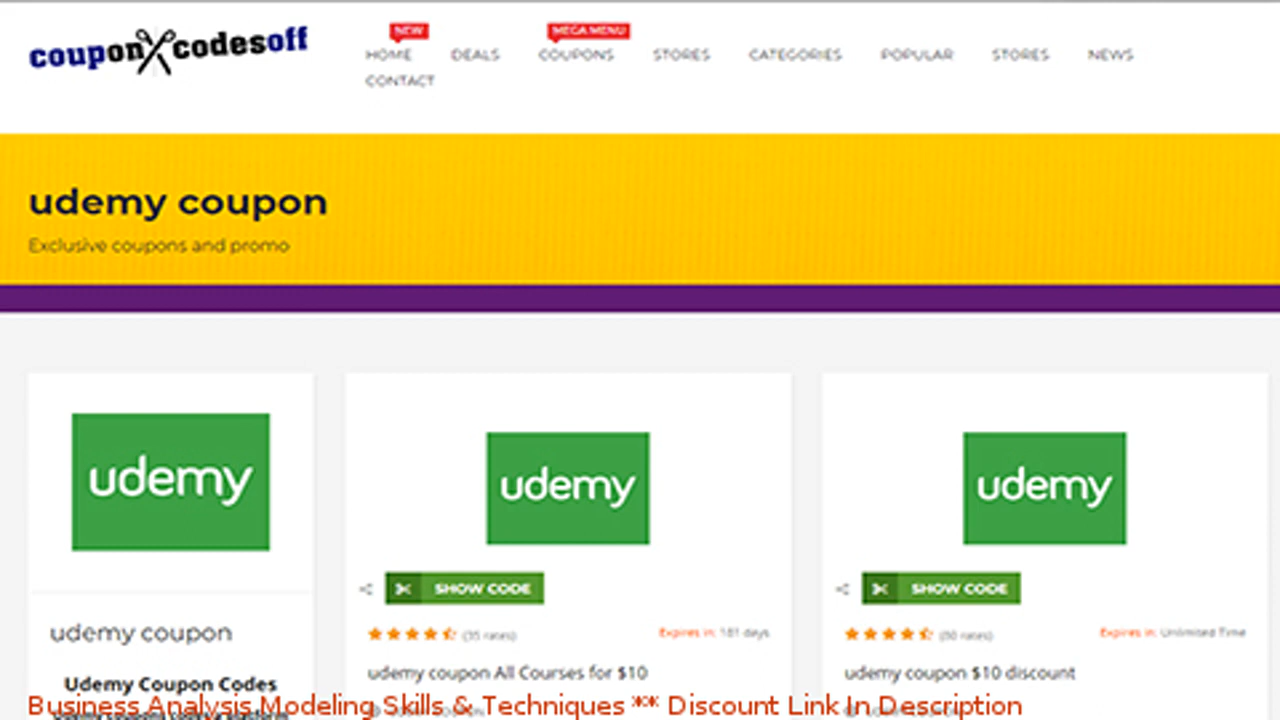 couponcodesoff
NEW
MEGA MENU
HOME DEALS COUPONS STORES CATEGORIES POPULAR STORES NEWS
CONTACT
udemy coupon
Exclusive coupons and promo
udemy
udemy
udemy
SHOW CODE
SHOW CODE
(35 rates)
Expires in: 181 days
(80 rates)
Expires in: Unlimited Time
udemy coupon
udemy coupon All Courses for $10
udemy coupon $10 discount
Udemy Coupon Codes
Business Analysis Modeling Skills & Techniques ** Discount Link In Description